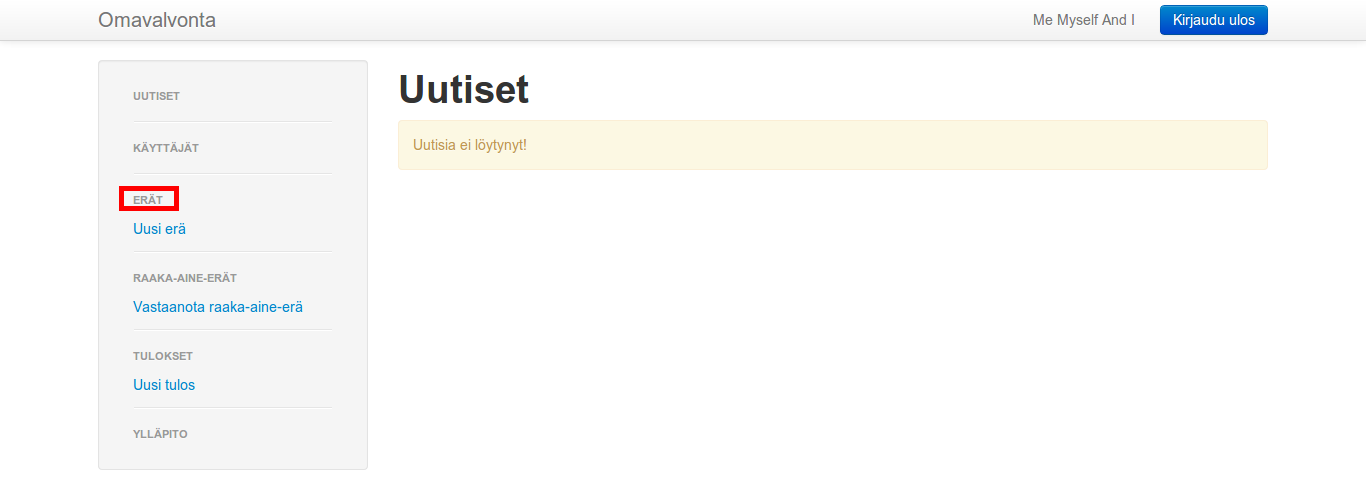 Omavalvonta
Me Myself And I
Kirjaudu ulos
UUTISET
KÄYTTÄJÄT
ERÄT
Uusi erä
RAAKA-AINE-ERÄT
Vastaanota raaka-aine-erä
TULOKSET
Uusi tulos
YLLÄPITO
Uutiset
Uutisia ei löytynyt!